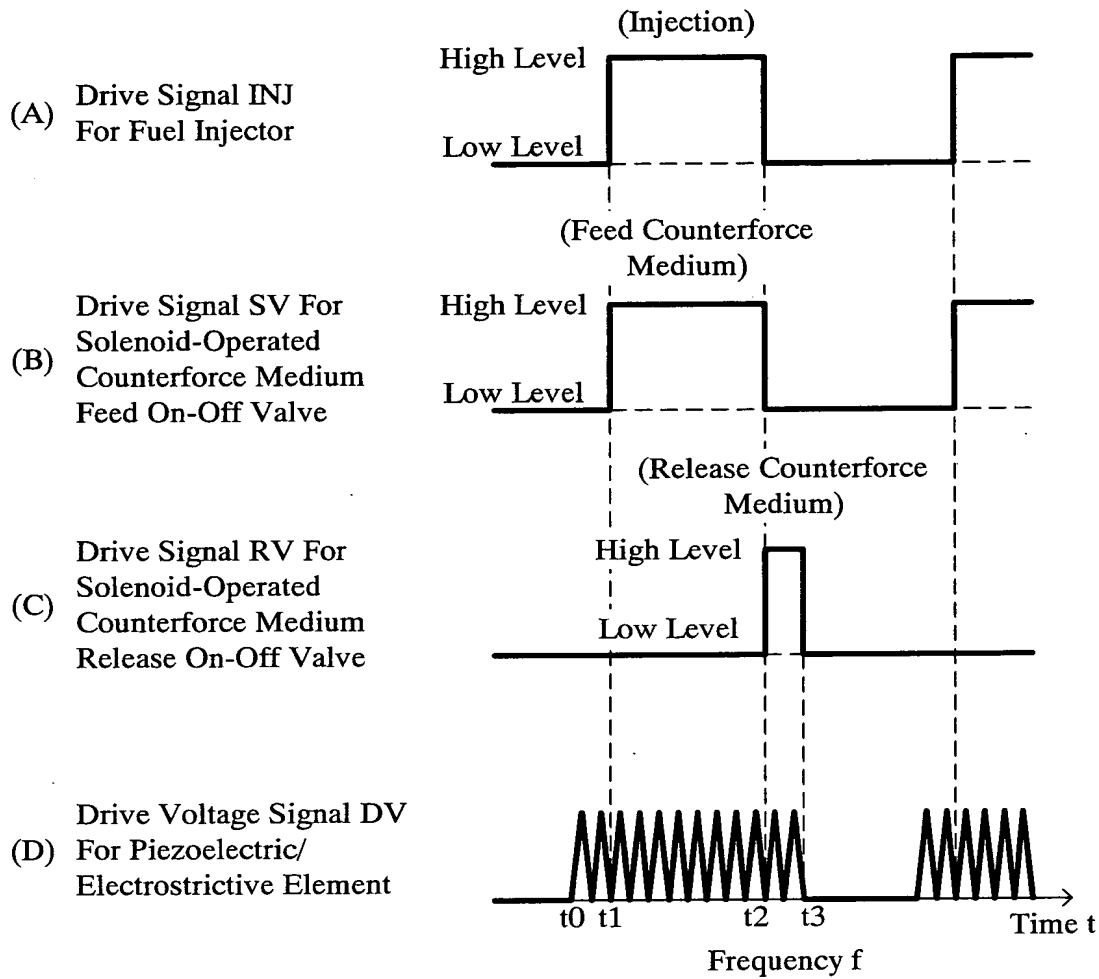 (Injection)
High Level
(A) Drive Signal INJ
For Fuel Injector
Low Level
(Feed Counterforce
Medium)
Drive Signal SV For
High Level
Solenoid-Operated
(B)
Counterforce Medium
Low Level
Feed On-Off Valve
(Release Counterforce
Medium)
Drive Signal RV For
High Level
Solenoid-Operated
(C)
Counterforce Medium
Low Level
Release On-Off Valve
Drive Voltage Signal DV
(D) For Piezoelectric/
Electrostrictive Element
t0 t1 t2 t3
Time t
Frequency f